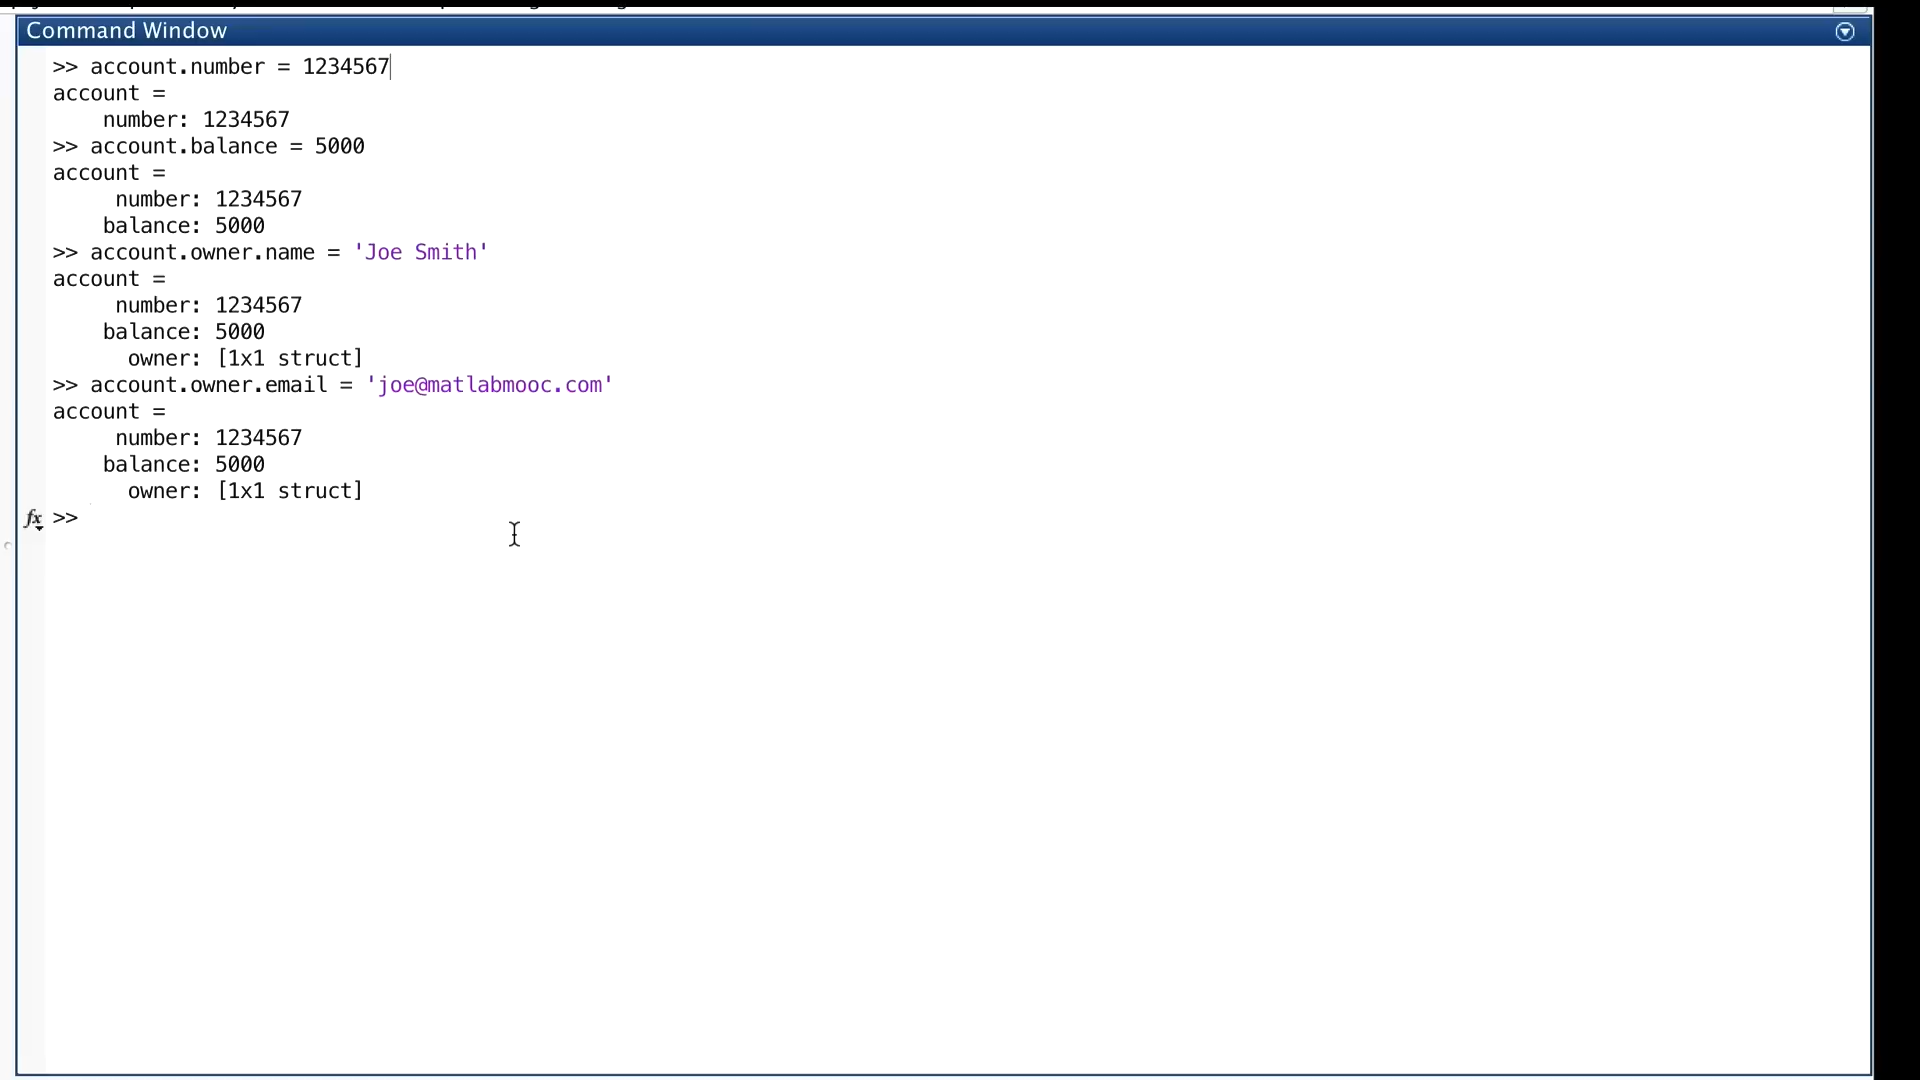 Command Window
>> account.number = 1234567
account =
    number: 1234567
>> account.balance = 5000
account =
     number: 1234567
    balance: 5000
>> account.owner.name = 'Joe Smith'
account =
     number: 1234567
    balance: 5000
      owner: [1x1 struct]
>> account.owner.email = 'joe@matlabmooc.com'
account =
     number: 1234567
    balance: 5000
      owner: [1x1 struct]
fx >>